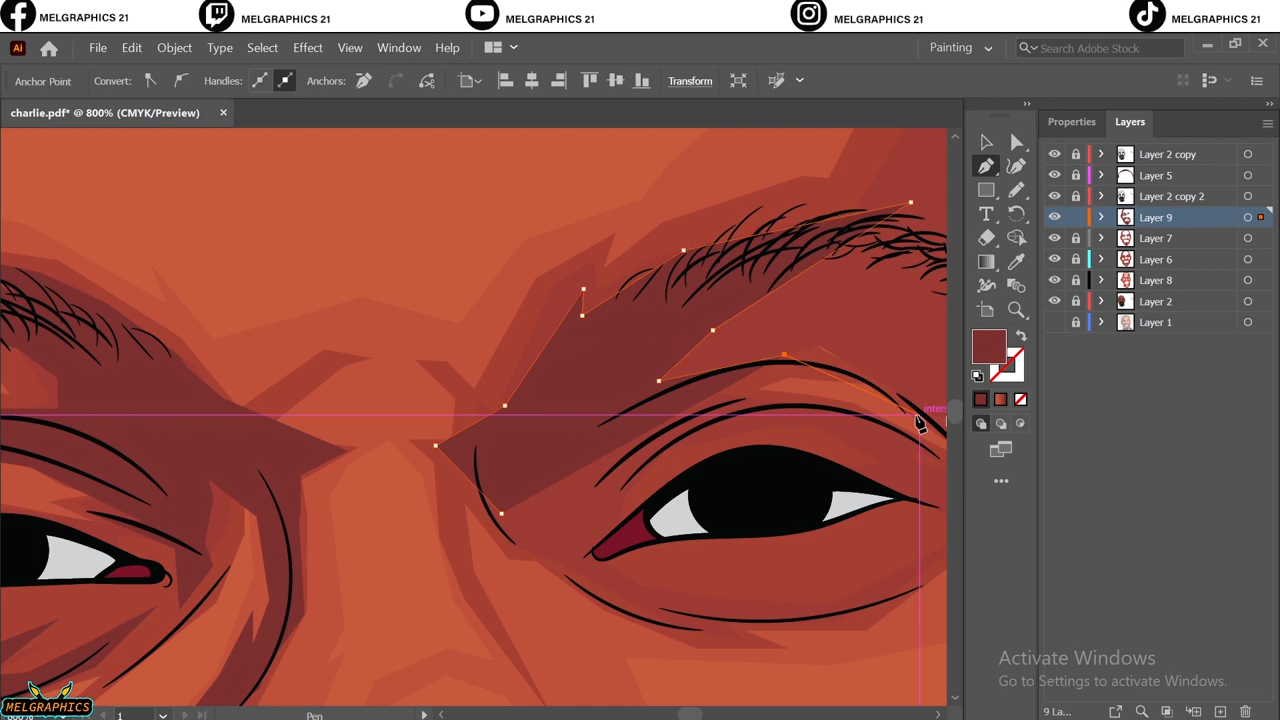 MELGRAPHICS 21 MELGRAPHICS 21 MELGRAPHICS 21 MELGRAPHICS 21 MELGRAPHICS 21
Ai File Edit Object Type Select Effect View Window Help Painting Search Adobe Stock
Anchor Point Convert: Handles: Anchors: Transform
charlie.pdf* @ 800% (CMYK/Preview) ×
Properties Layers
Layer 2 copy
Layer 5
Layer 2 copy 2
Layer 9
Layer 7
Layer 6
Layer 8
Layer 2
Layer 1
Activate Windows
Go to Settings to activate Windows.
MELGRAPHICS
1 Pen 9 La...